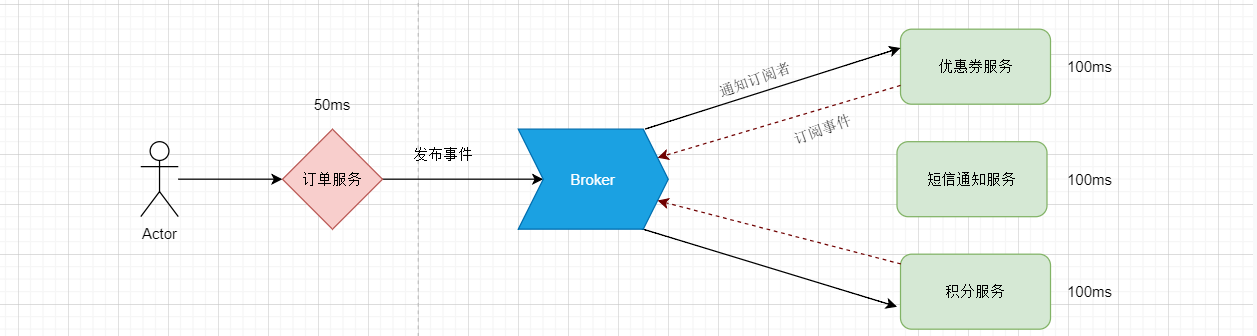 优惠券服务
100ms
通知订阅者
50ms
订阅事件
发布事件
订单服务
Broker
短信通知服务
100ms
Actor
积分服务
100ms